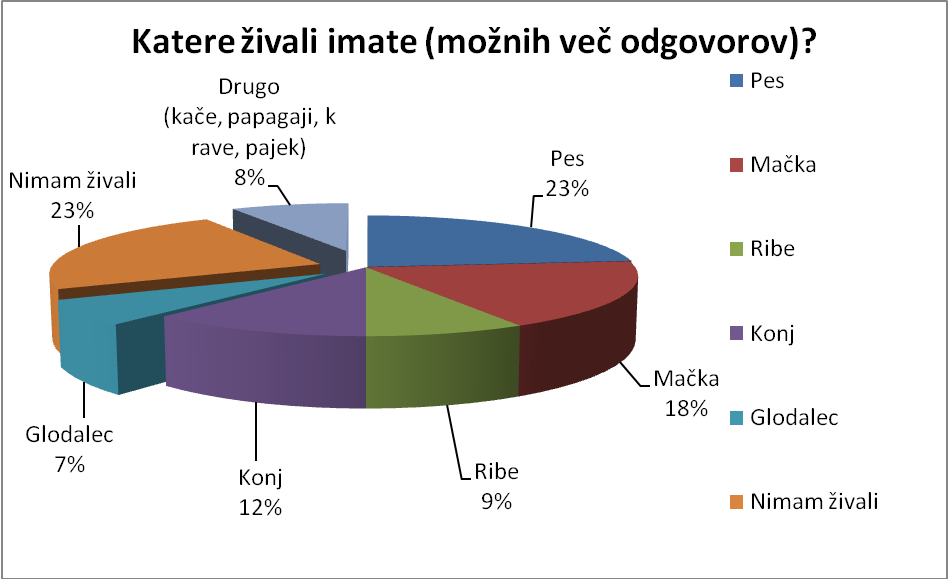 Katere živali imate (možnih več odgovorov)?
Drugo
(kače, papagaji, k
rave, pajek)
8%
Pes
23%
Nimam živali
23%
Mačka
18%
Glodalec
7%
Konj
12%
Ribe
9%
Pes
Mačka
Ribe
Konj
Glodalec
Nimam živali